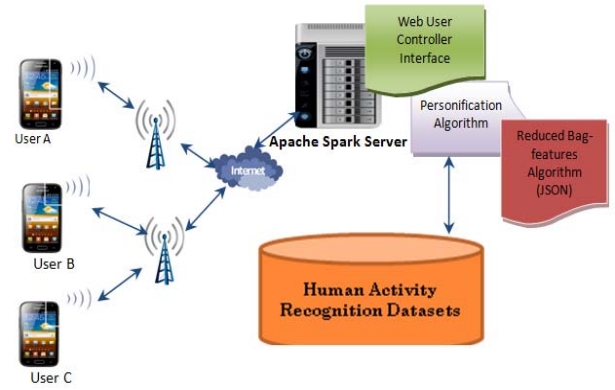 Web User
Controller
Interface
Personification
Algorithm
Reduced Bag-
features
Algorithm
(JSON)
User A
Apache Spark Server
Internet
User B
Human Activity
Recognition Datasets
User C